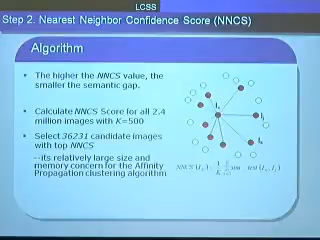 LCSS
Step 2. Nearest Neighbor Confidence Score (NNCS)
Algorithm
The higher the NNCS value, the
smaller the semantic gap.
Calculate NNCS Score for all 2.4
million images with K=500
Select 36231 candidate images
with top NNCS
--its relatively large size and
memory concern for the Affinity
Propagation clustering algorithm